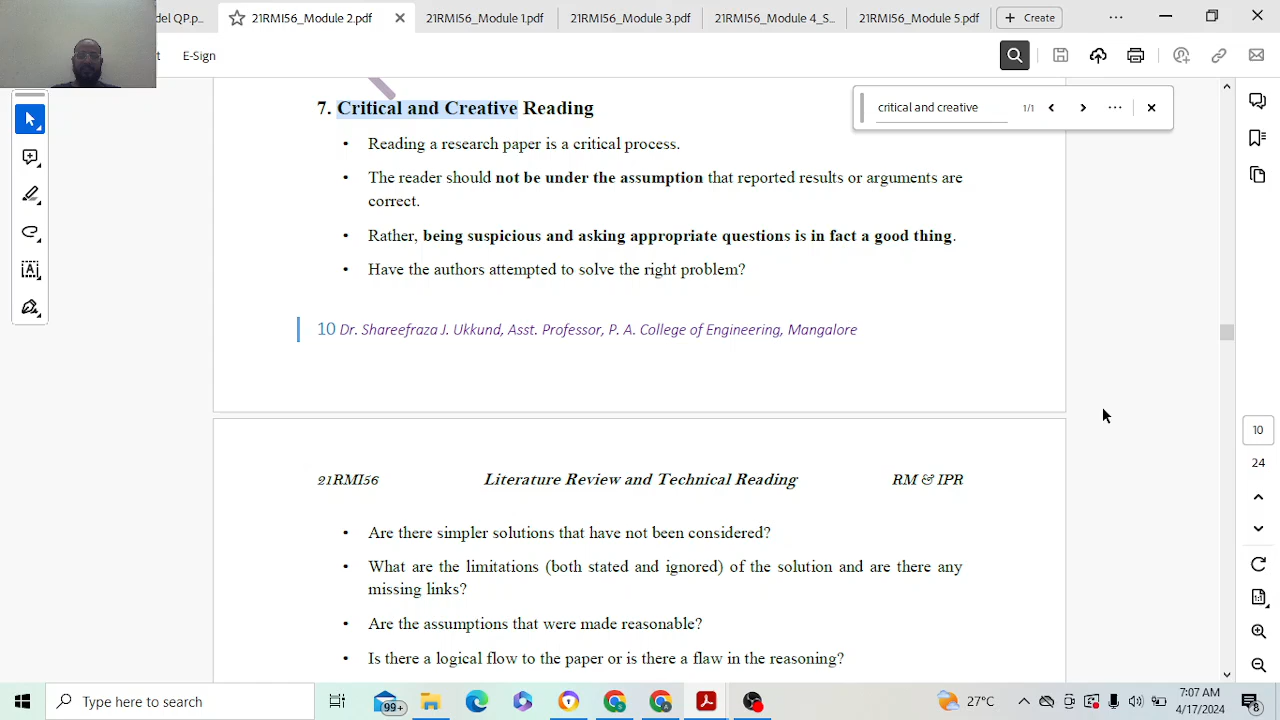 del QP.p...
21RMI56_Module 2.pdf
21RMI56_Module 1.pdf
21RMI56_Module 3.pdf
21RMI56_Module 4_S...
21RMI56_Module 5.pdf
Create
E-Sign
critical and creative
1/1
7. Critical and Creative Reading
• Reading a research paper is a critical process.
• The reader should not be under the assumption that reported results or arguments are
correct.
• Rather, being suspicious and asking appropriate questions is in fact a good thing.
• Have the authors attempted to solve the right problem?
10 Dr. Shareefraza J. Ukkund, Asst. Professor, P. A. College of Engineering, Mangalore
10
24
21RMI56 Literature Review and Technical Reading RM & IPR
• Are there simpler solutions that have not been considered?
• What are the limitations (both stated and ignored) of the solution and are there any
missing links?
• Are the assumptions that were made reasonable?
• Is there a logical flow to the paper or is there a flaw in the reasoning?
Type here to search
99+
27°C
7:07 AM
4/17/2024
8